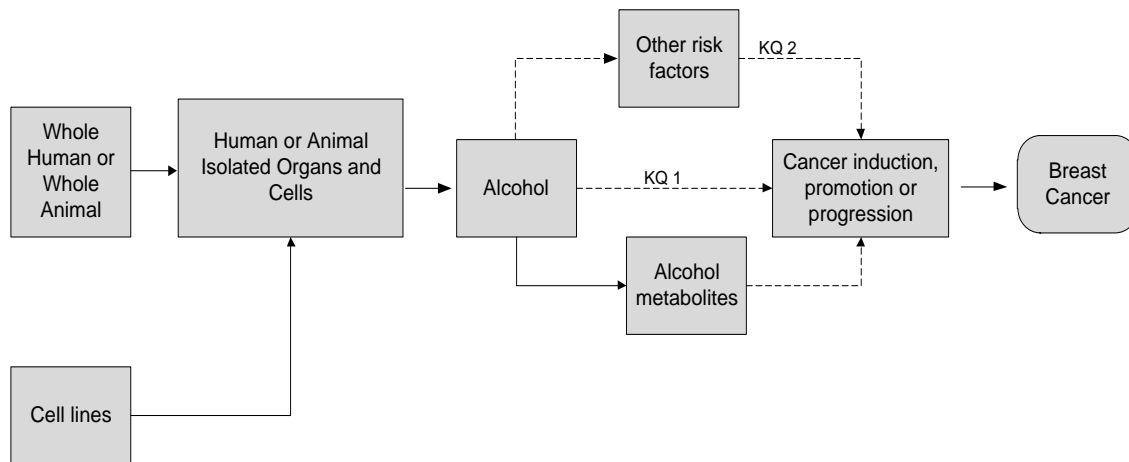 Other risk
factors
KQ 2
Whole
Human or
Whole
Animal
Human or Animal
Isolated Organs and
Cells
Alcohol
KQ 1
Cancer induction,
promotion or
progression
Breast
Cancer
Alcohol
metabolites
Cell lines